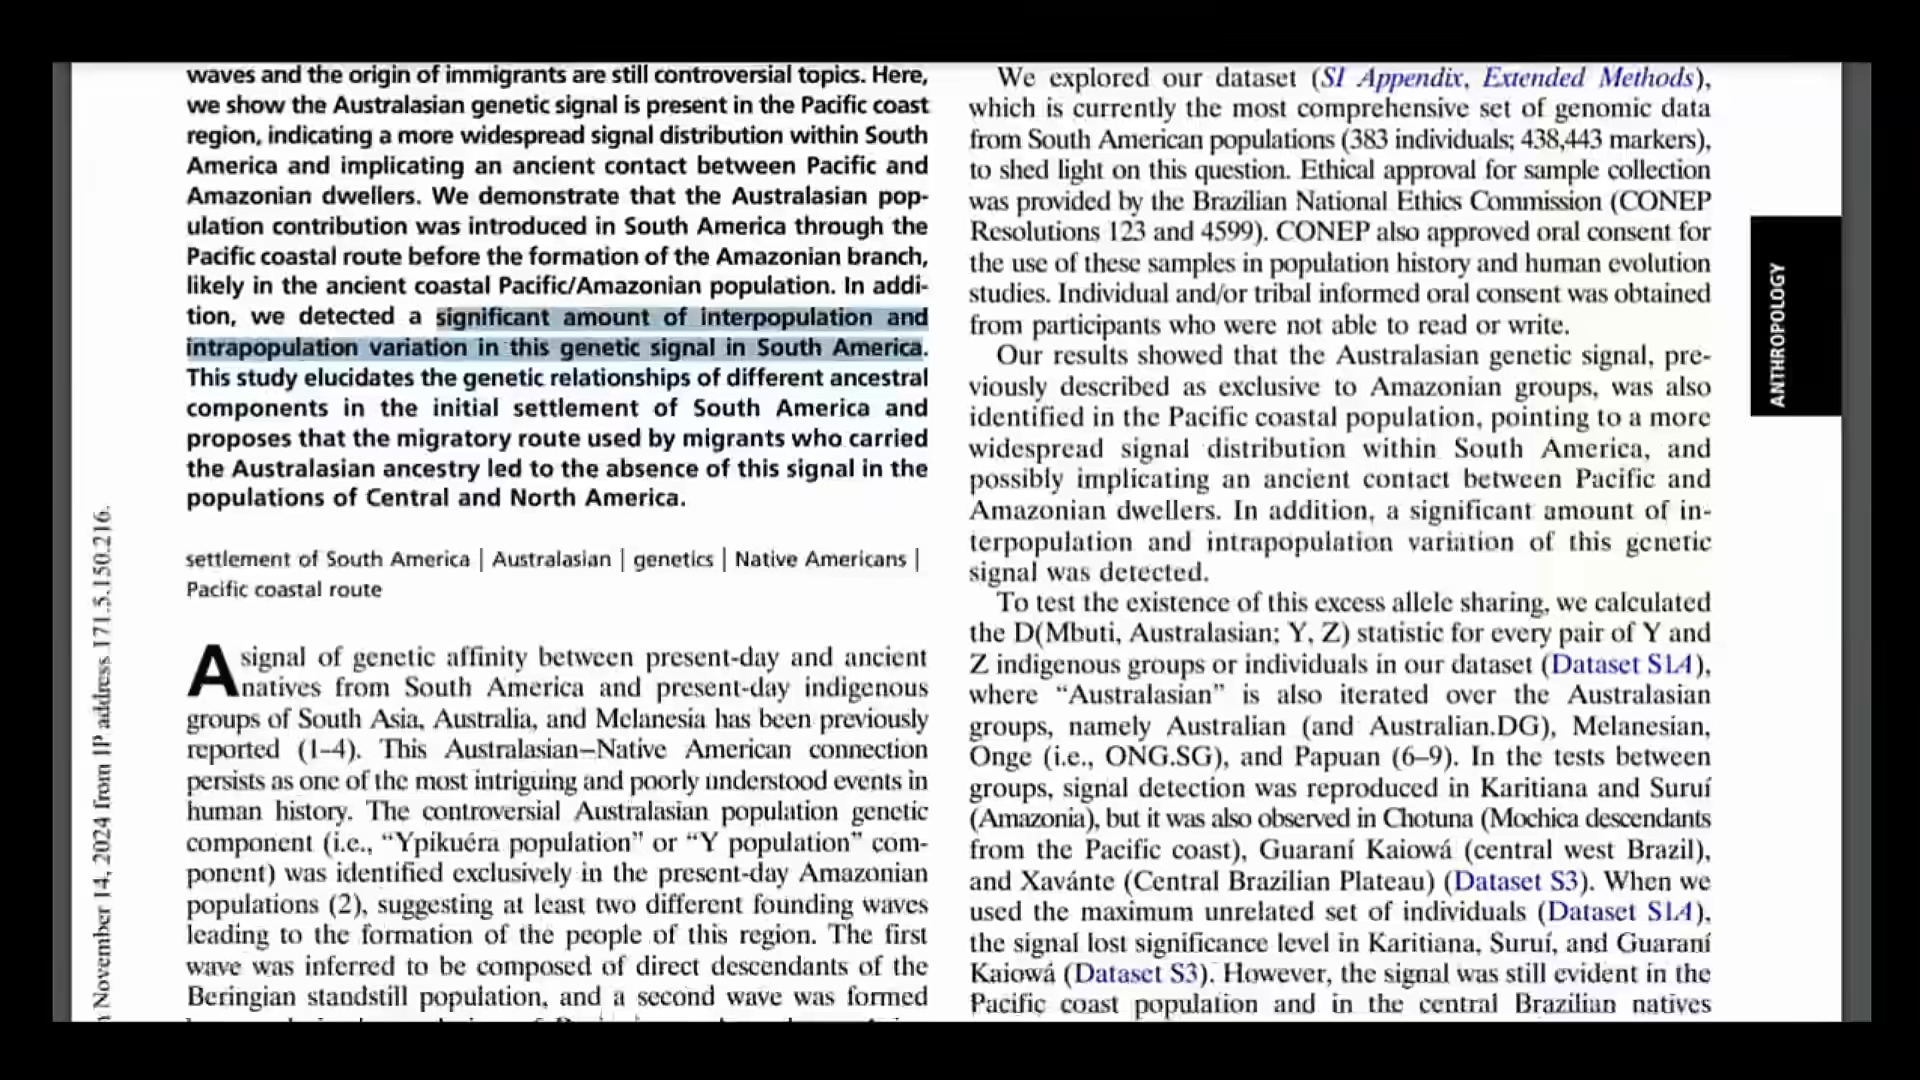 waves and the origin of immigrants are still controversial topics. Here,
we show the Australasian genetic signal is present in the Pacific coast
region, indicating a more widespread signal distribution within South
America and implicating an ancient contact between Pacific and
Amazonian dwellers. We demonstrate that the Australasian pop-
ulation contribution was introduced in South America through the
Pacific coastal route before the formation of the Amazonian branch,
likely in the ancient coastal Pacific/Amazonian population. In addi-
tion, we detected a significant amount of interpopulation and
intrapopulation variation in this genetic signal in South America.
This study elucidates the genetic relationships of different ancestral
components in the initial settlement of South America and
proposes that the migratory route used by migrants who carried
the Australasian ancestry led to the absence of this signal in the
populations of Central and North America.
settlement of South America | Australasian | genetics | Native Americans |
Pacific coastal route
A signal of genetic affinity between present-day and ancient
natives from South America and present-day indigenous
groups of South Asia, Australia, and Melanesia has been previously
reported (1–4). This Australasian–Native American connection
persists as one of the most intriguing and poorly understood events in
human history. The controversial Australasian population genetic
component (i.e., “Ypikuéra population” or “Y population” com-
ponent) was identified exclusively in the present-day Amazonian
populations (2), suggesting at least two different founding waves
leading to the formation of the people of this region. The first
wave was inferred to be composed of direct descendants of the
Beringian standstill population, and a second wave was formed
We explored our dataset (SI Appendix, Extended Methods),
which is currently the most comprehensive set of genomic data
from South American populations (383 individuals; 438,443 markers),
to shed light on this question. Ethical approval for sample collection
was provided by the Brazilian National Ethics Commission (CONEP
Resolutions 123 and 4599). CONEP also approved oral consent for
the use of these samples in population history and human evolution
studies. Individual and/or tribal informed oral consent was obtained
from participants who were not able to read or write.
Our results showed that the Australasian genetic signal, pre-
viously described as exclusive to Amazonian groups, was also
identified in the Pacific coastal population, pointing to a more
widespread signal distribution within South America, and
possibly implicating an ancient contact between Pacific and
Amazonian dwellers. In addition, a significant amount of in-
terpopulation and intrapopulation variation of this genetic
signal was detected.
To test the existence of this excess allele sharing, we calculated
the D(Mbuti, Australasian; Y, Z) statistic for every pair of Y and
Z indigenous groups or individuals in our dataset (Dataset S1A),
where “Australasian” is also iterated over the Australasian
groups, namely Australian (and Australian.DG), Melanesian,
Onge (i.e., ONG.SG), and Papuan (6–9). In the tests between
groups, signal detection was reproduced in Karitiana and Suruí
(Amazonia), but it was also observed in Chotuna (Mochica descendants
from the Pacific coast), Guaraní Kaiowá (central west Brazil),
and Xavánte (Central Brazilian Plateau) (Dataset S3). When we
used the maximum unrelated set of individuals (Dataset S1A),
the signal lost significance level in Karitiana, Suruí, and Guaraní
Kaiowá (Dataset S3). However, the signal was still evident in the
Pacific coast population and in the central Brazilian natives
ANTHROPOLOGY
November 14, 2024 from IP address 171.5.150.216.